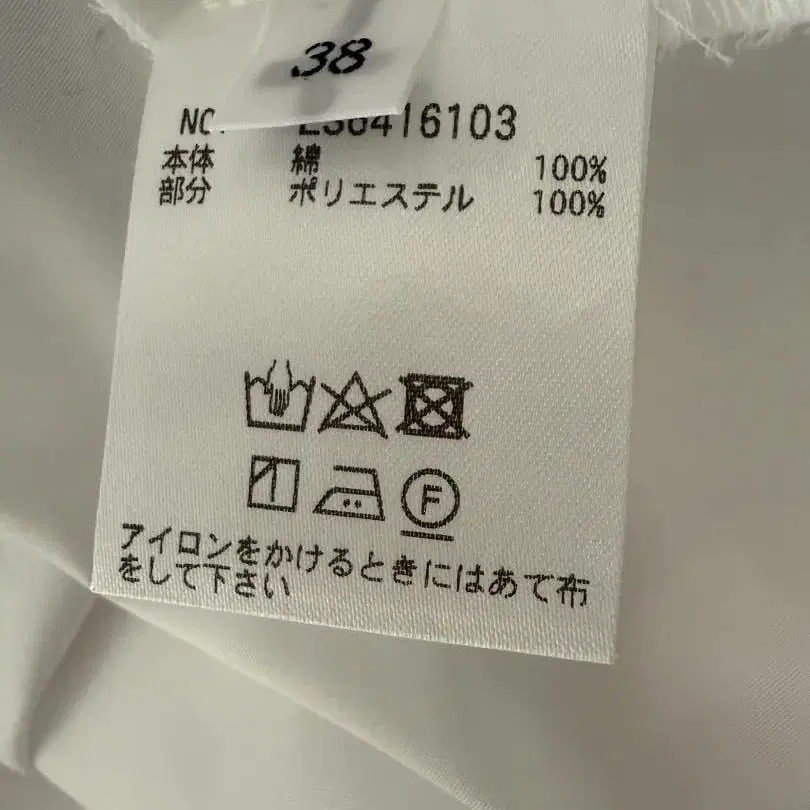 38
本体 綿 100%
部分 ポリエステル 100%
F
アイロンをかけるときにはあて布
をして下さい